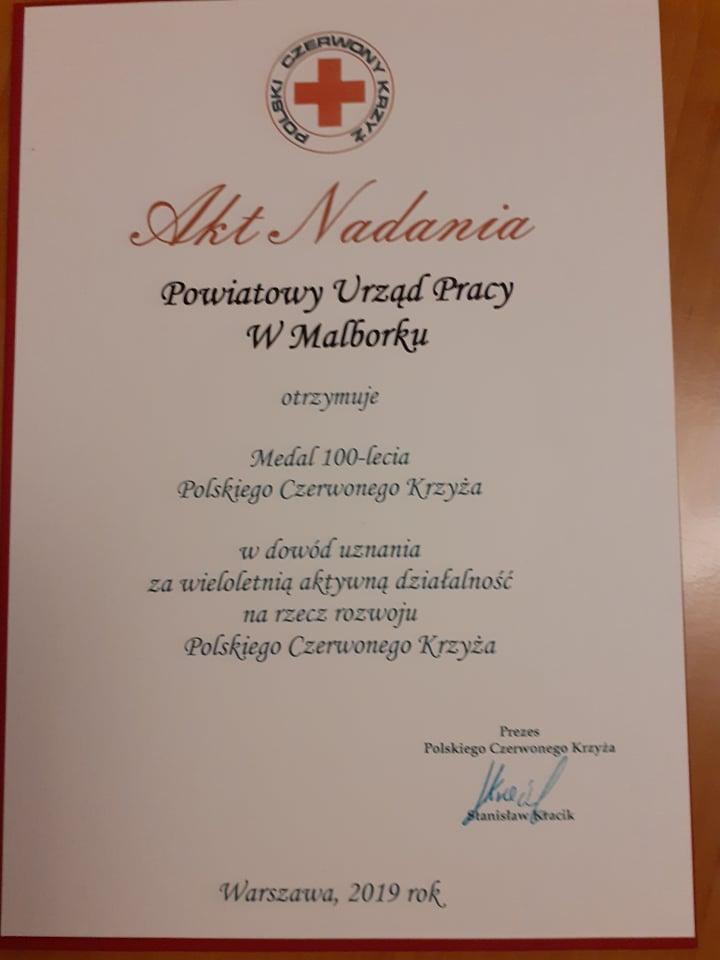 POLSKI CZERWONY KRZYŻ
Akt Nadania
Powiatowy Urząd Pracy
W Malborku
otrzymuje
Medal 100-lecia
Polskiego Czerwonego Krzyża
w dowód uznania
za wieloletnią aktywną działalność
na rzecz rozwoju
Polskiego Czerwonego Krzyża
Prezes
Polskiego Czerwonego Krzyża
Stanisław Kracik
Warszawa, 2019 rok